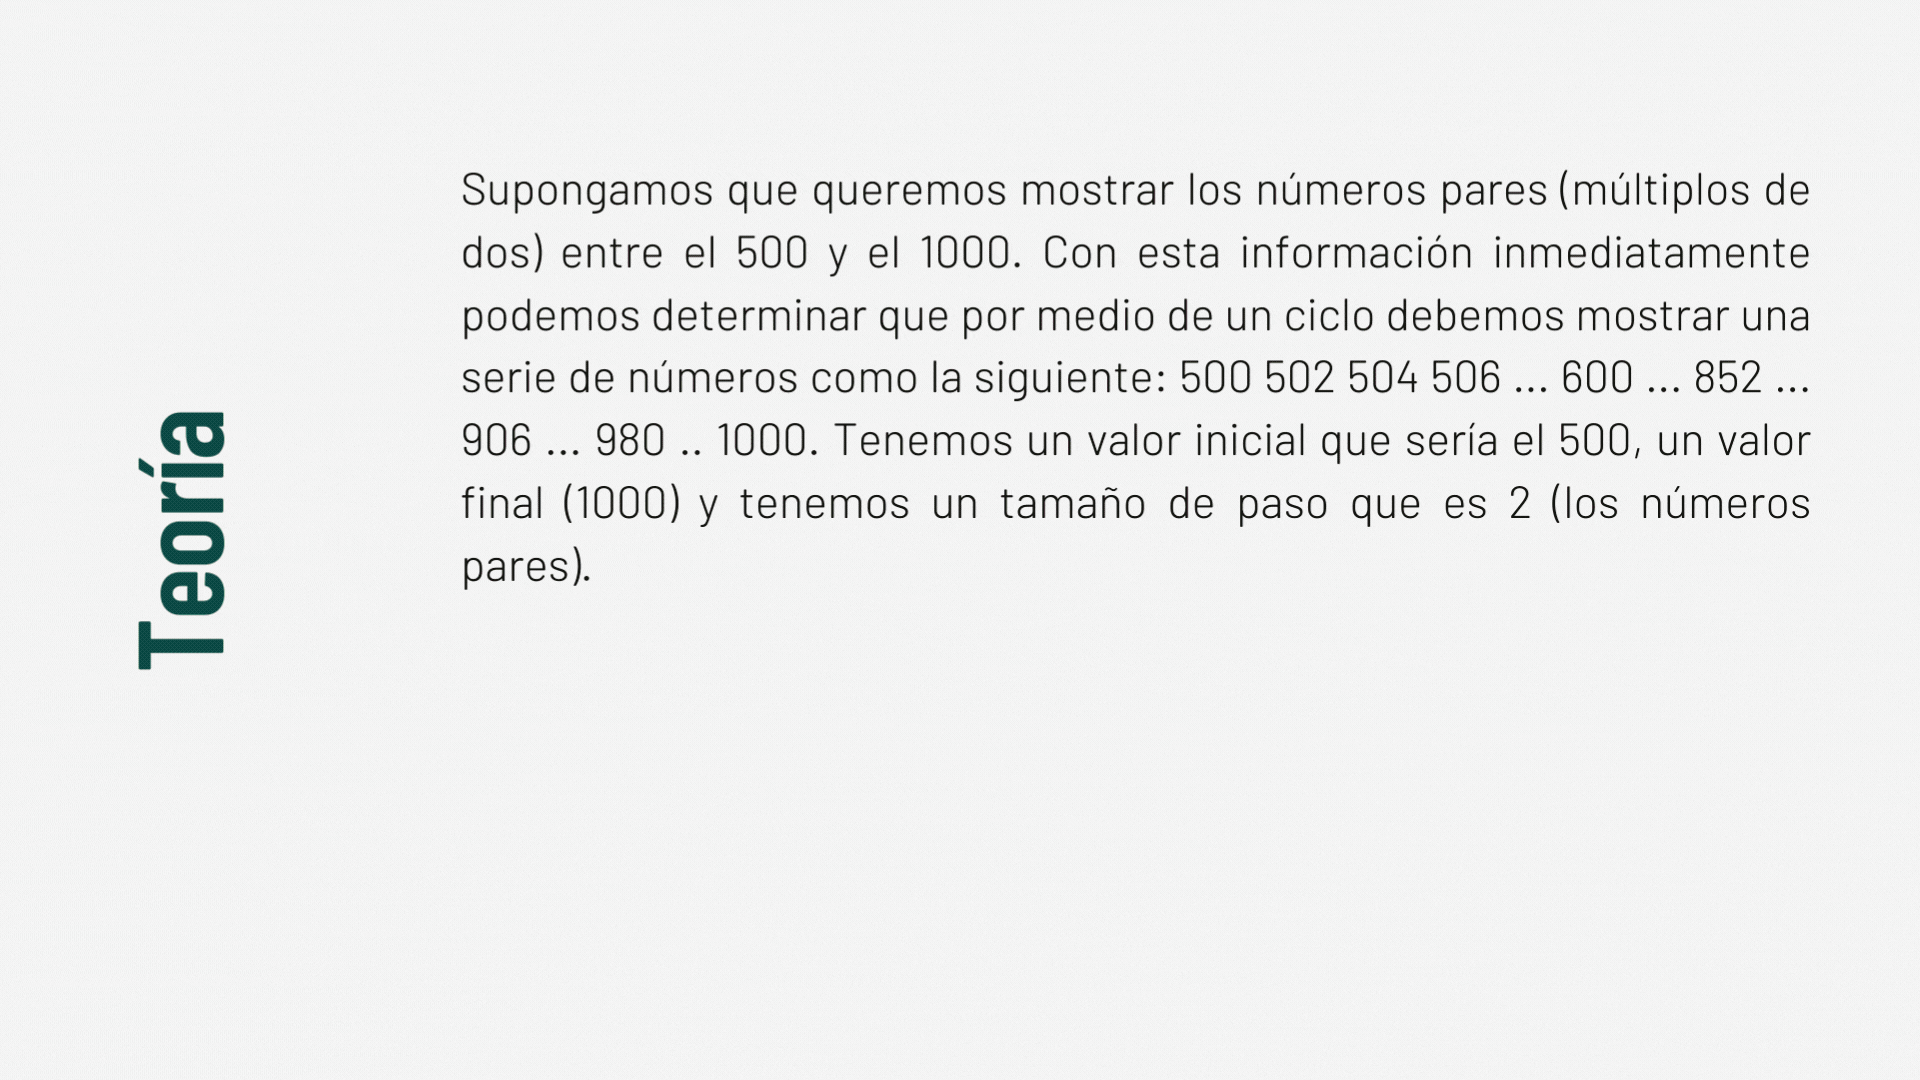 Teoría
Supongamos que queremos mostrar los números pares (múltiplos de
dos) entre el 500 y el 1000. Con esta información inmediatamente
podemos determinar que por medio de un ciclo debemos mostrar una
serie de números como la siguiente: 500 502 504 506 ... 600 ... 852 ...
906 ... 980 .. 1000. Tenemos un valor inicial que sería el 500, un valor
final (1000) y tenemos un tamaño de paso que es 2 (los números
pares).